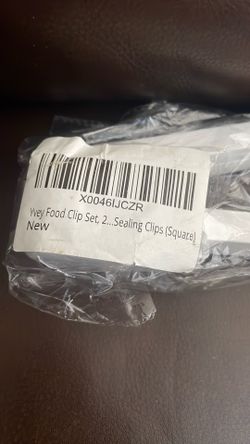 X0046IJCZR
Yvey Food Clip Set, 2...Sealing Clips (Square)
New